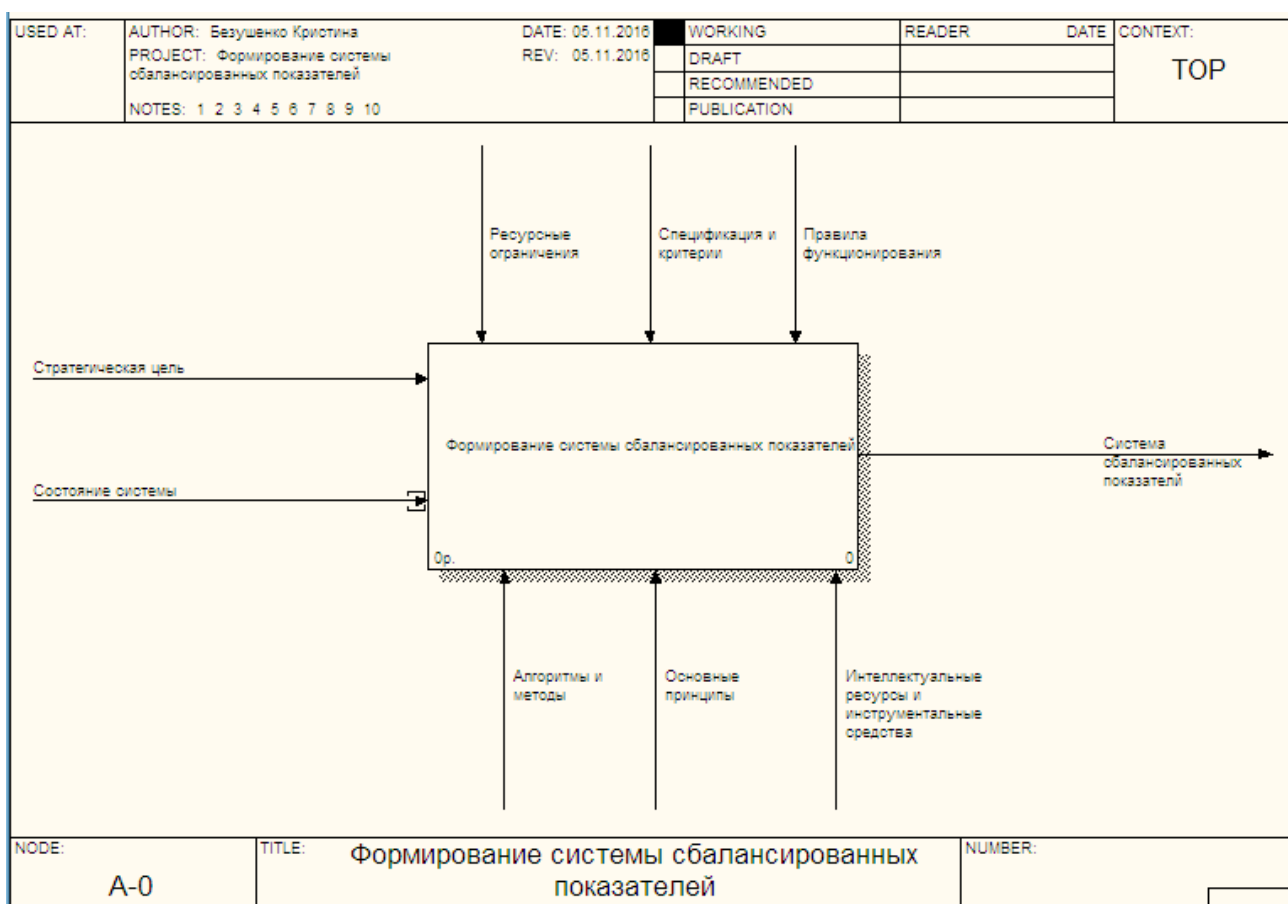 USED AT:
AUTHOR: Безушенко Кристина
DATE: 05.11.2016
PROJECT: Формирование системы
сбалансированных показателей
REV: 05.11.2016
NOTES: 1 2 3 4 5 6 7 8 9 10
WORKING
DRAFT
RECOMMENDED
PUBLICATION
READER
DATE
CONTEXT:
TOP
Ресурсные
ограничения
Спецификация и
критерии
Правила
функционирования
Стратегическая цель
Состояние системы
Формирование системы сбалансированных показателей
0р.
0
Система
сбалансированных
показателй
Алгоритмы и
методы
Основные
принципы
Интеллектуальные
ресурсы и
инструментальные
средства
NODE:
A-0
TITLE:
Формирование системы сбалансированных
показателей
NUMBER: